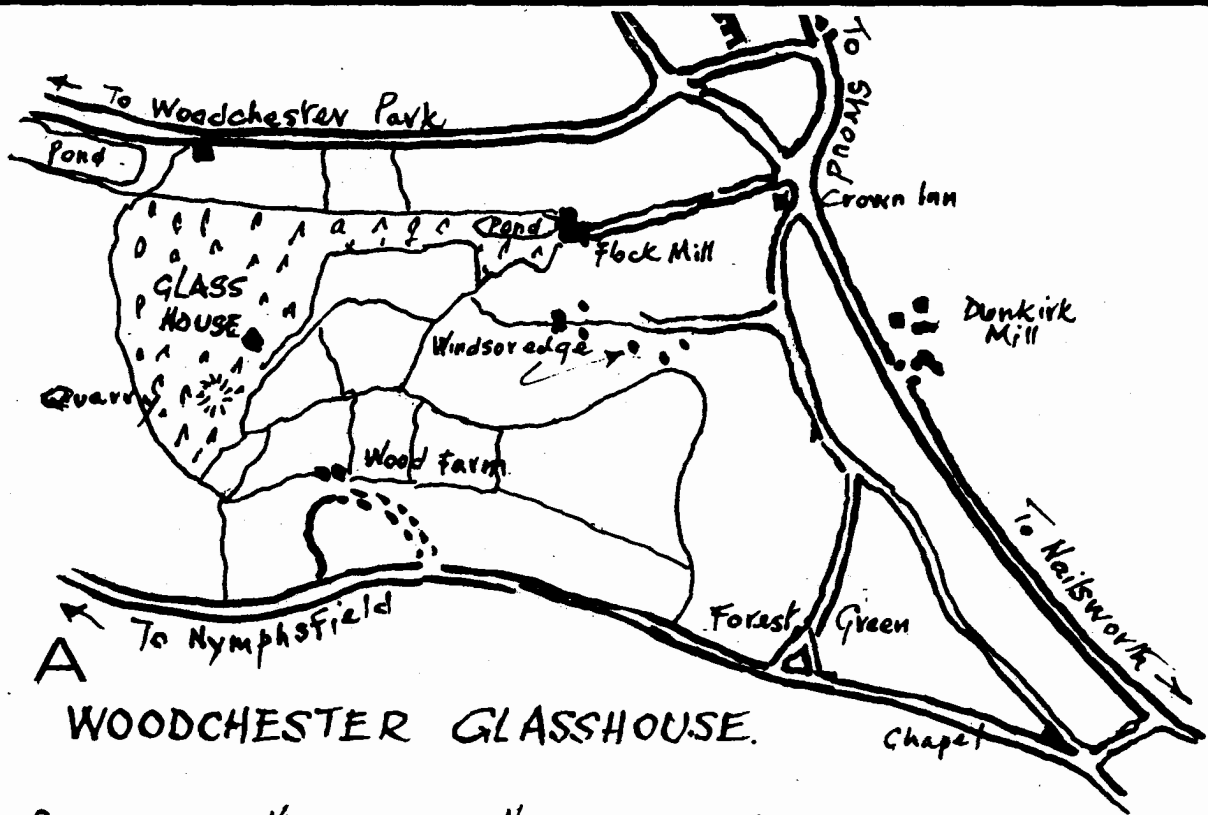 To
Stroud
To Woodchester Park
Pond
Crown Inn
Pond
Flock Mill
GLASS
HOUSE
Dunkirk
Mill
Windsoredge
Quarry
Wood Farm
To Nailsworth
To Nymphsfield
Forest Green
A
WOODCHESTER GLASSHOUSE.
Chapel